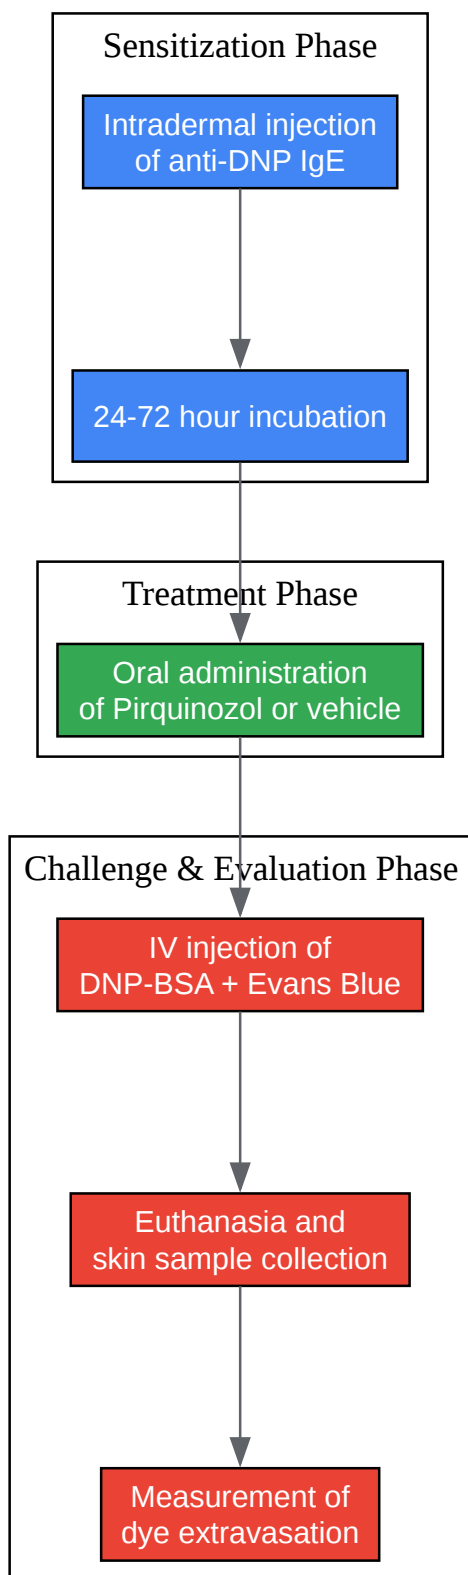 Sensitization Phase
Intradermal injection
of anti-DNP IgE
24-72 hour incubation
Treatment Phase
Oral administration
of Pirquinozol or vehicle
Challenge & Evaluation Phase
IV injection of
DNP-BSA + Evans Blue
Euthanasia and
skin sample collection
Measurement of
dye extravasation